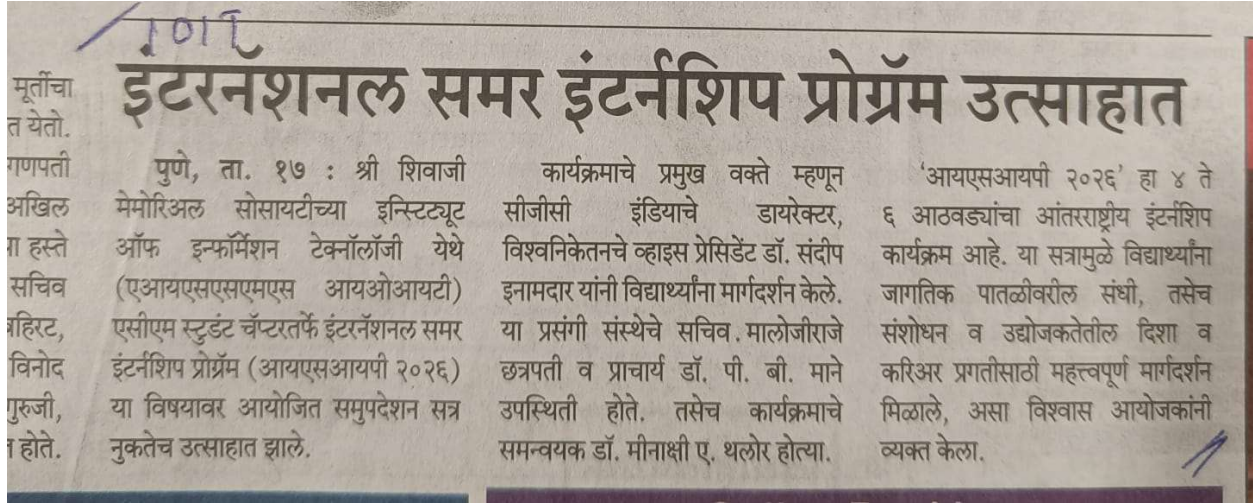 IOIT
इंटरनॅशनल समर इंटर्नशिप प्रोग्रॅम उत्साहात
मूर्तीचा
त येतो.
गणपती
अखिल
हस्ते
सचिव
विनोद
गुरुजी,
होते.
पुणे, ता. १७ : श्री शिवाजी
मेमोरिअल सोसायटीच्या इन्स्टिट्यूट
ऑफ इन्फॉर्मेशन टेक्नॉलॉजी येथे
(एआयएसएसएमएस आयओआयटी)
एसीएम स्टुडंट चॅप्टरतर्फे इंटरनॅशनल समर
इंटर्नशिप प्रोग्रॅम (आयएसआयपी २०२६)
या विषयावर आयोजित समुपदेशन सत्र
नुकतेच उत्साहात झाले.
कार्यक्रमाचे प्रमुख वक्ते म्हणून
सीजीसी इंडियाचे डायरेक्टर,
विश्वनिकेतनचे व्हाइस प्रेसिडेंट डॉ. संदीप
इनामदार यांनी विद्यार्थ्यांना मार्गदर्शन केले.
या प्रसंगी संस्थेचे सचिव. मालोजीराजे
छत्रपती व प्राचार्य डॉ. पी. बी. माने
उपस्थिती होते. तसेच कार्यक्रमाचे
समन्वयक डॉ. मीनाक्षी ए. थलोर होत्या.
'आयएसआयपी २०२६' हा ४ ते
६ आठवड्यांचा आंतरराष्ट्रीय इंटर्नशिप
कार्यक्रम आहे. या सत्रामुळे विद्यार्थ्यांना
जागतिक पातळीवरील संधी, तसेच
संशोधन व उद्योजकतेतील दिशा व
करिअर प्रगतीसाठी महत्त्वपूर्ण मार्गदर्शन
मिळाले, असा विश्वास आयोजकांनी
व्यक्त केला.